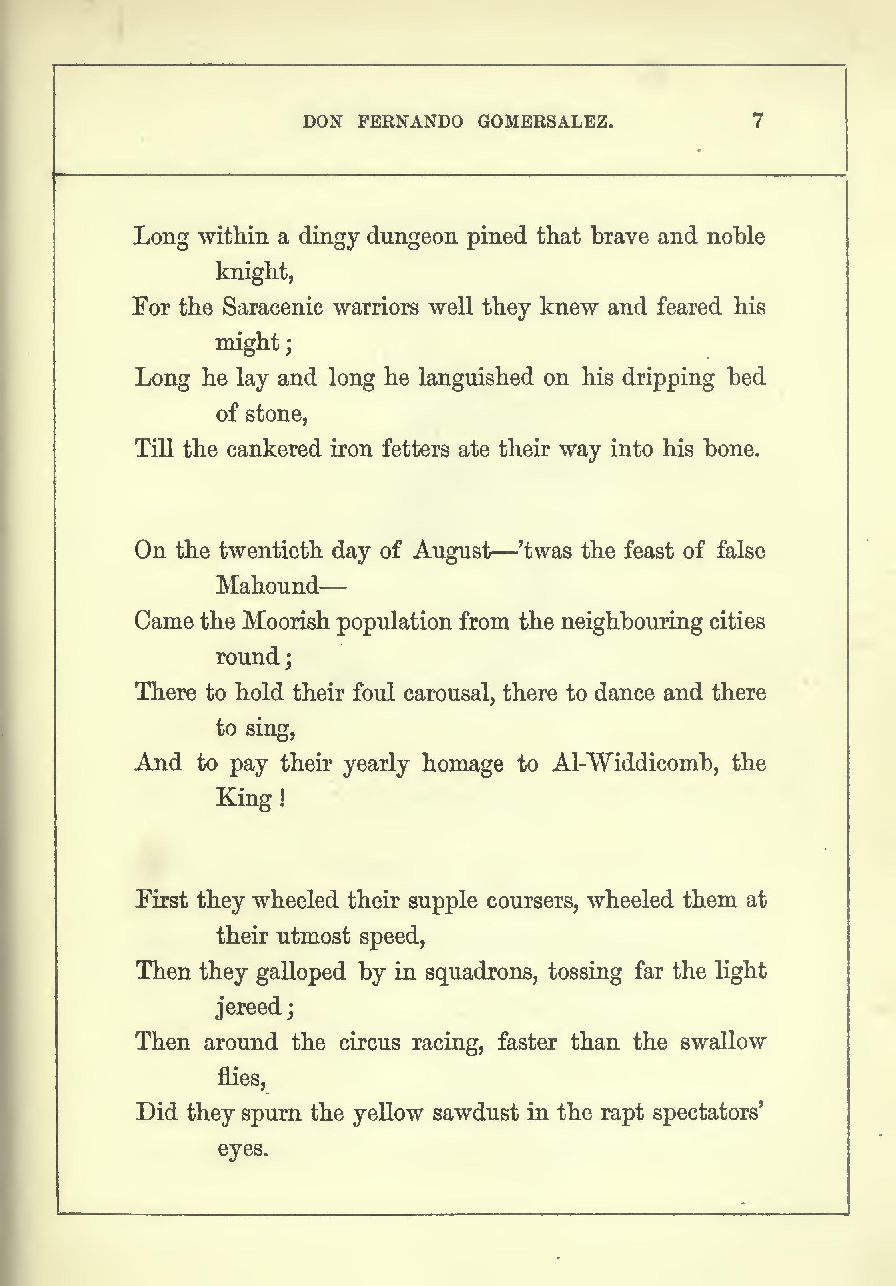 DON FERNANDO GOMERSALEZ. 7
Long within a dingy dungeon pined that brave and noble
knight,
For the Saracenic warriors well they knew and feared his
might;
Long he lay and long he languished on his dripping bed
of stone,
Till the cankered iron fetters ate their way into his bone.
On the twentieth day of August—'twas the feast of false
Mahound—
Came the Moorish population from the neighbouring cities
round;
There to hold their foul carousal, there to dance and there
to sing,
And to pay their yearly homage to Al-Widdicomb, the
King!
First they wheeled their supple coursers, wheeled them at
their utmost speed,
Then they galloped by in squadrons, tossing far the light
jereed;
Then around the circus racing, faster than the swallow
flies,
Did they spurn the yellow sawdust in the rapt spectators'
eyes.